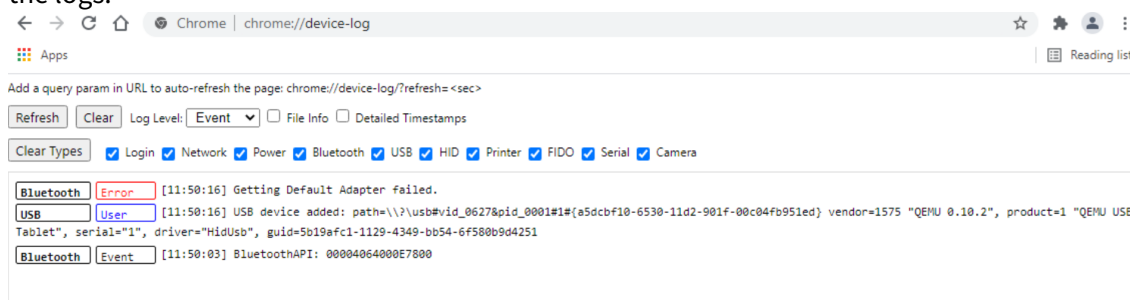 the logs.
Chrome | chrome://device-log
Apps
Reading list
Add a query param in URL to auto-refresh the page: chrome://device-log/?refresh=<sec>
Refresh Clear Log Level: Event File Info Detailed Timestamps
Clear Types Login Network Power Bluetooth USB HID Printer FIDO Serial Camera
Bluetooth Error [11:50:16] Getting Default Adapter failed.
USB User [11:50:16] USB device added: path=\\?\usb#vid_0627&pid_0001#1#{a5dcbf10-6530-11d2-901f-00c04fb951ed} vendor=1575 "QEMU 0.10.2", product=1 "QEMU USB
Tablet", serial="1", driver="HidUsb", guid=5b19afc1-1129-4349-bb54-6f580b9d4251
Bluetooth Event [11:50:03] BluetoothAPI: 00004064000E7800